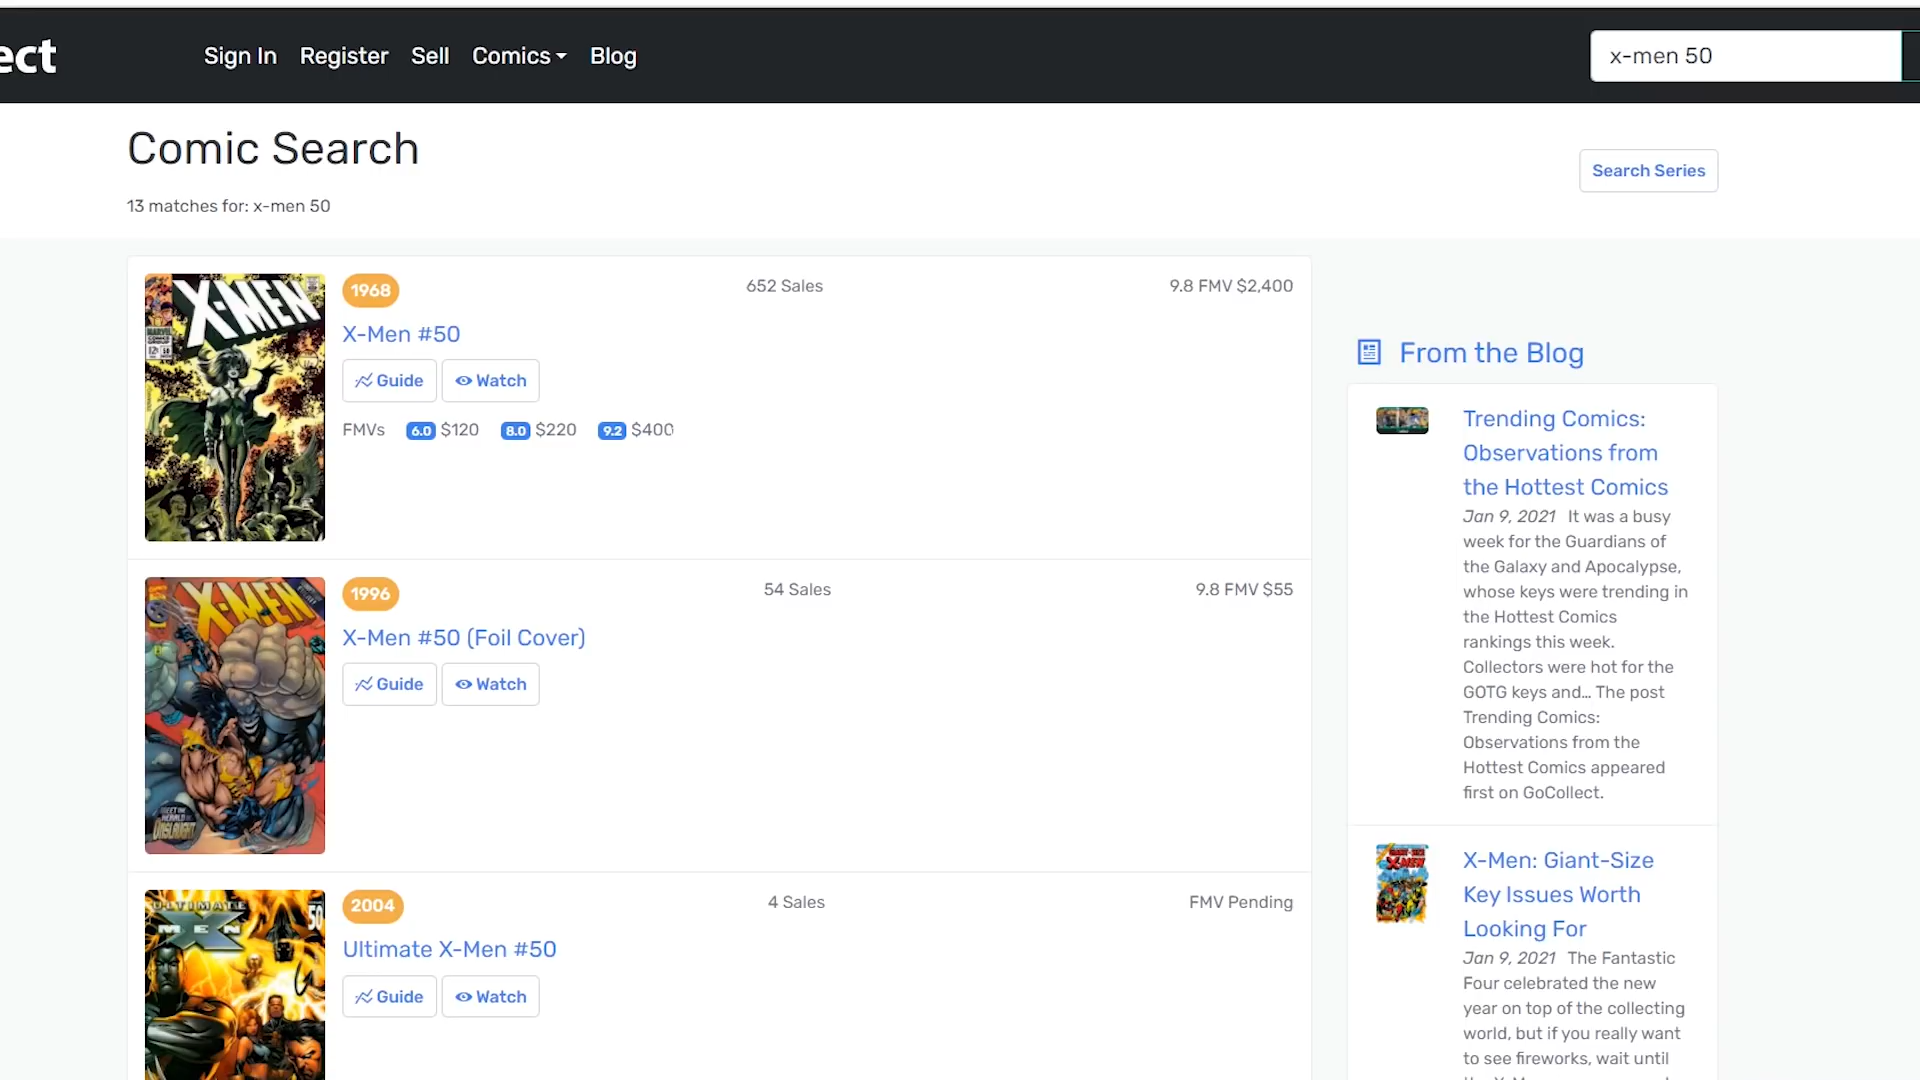 ect
Sign In Register Sell Comics Blog
x-men 50
Comic Search
Search Series
13 matches for: x-men 50
1968
652 Sales
9.8 FMV $2,400
X-Men #50
Guide Watch
FMVs 6.0 $120 8.0 $220 9.2 $400
X-MEN
1996
54 Sales
9.8 FMV $55
X-Men #50 (Foil Cover)
Guide Watch
X-MEN
ONSLAUGHT
2004
4 Sales
FMV Pending
Ultimate X-Men #50
Guide Watch
ULTIMATE
X
MEN
50
From the Blog
Trending Comics:
Observations from
the Hottest Comics
Jan 9, 2021 It was a busy
week for the Guardians of
the Galaxy and Apocalypse,
whose keys were trending in
the Hottest Comics
rankings this week.
Collectors were hot for the
GOTG keys and... The post
Trending Comics:
Observations from the
Hottest Comics appeared
first on GoCollect.
X-MEN
X-Men: Giant-Size
Key Issues Worth
Looking For
Jan 9, 2021 The Fantastic
Four celebrated the new
year on top of the collecting
world, but if you really want
to see fireworks, wait until